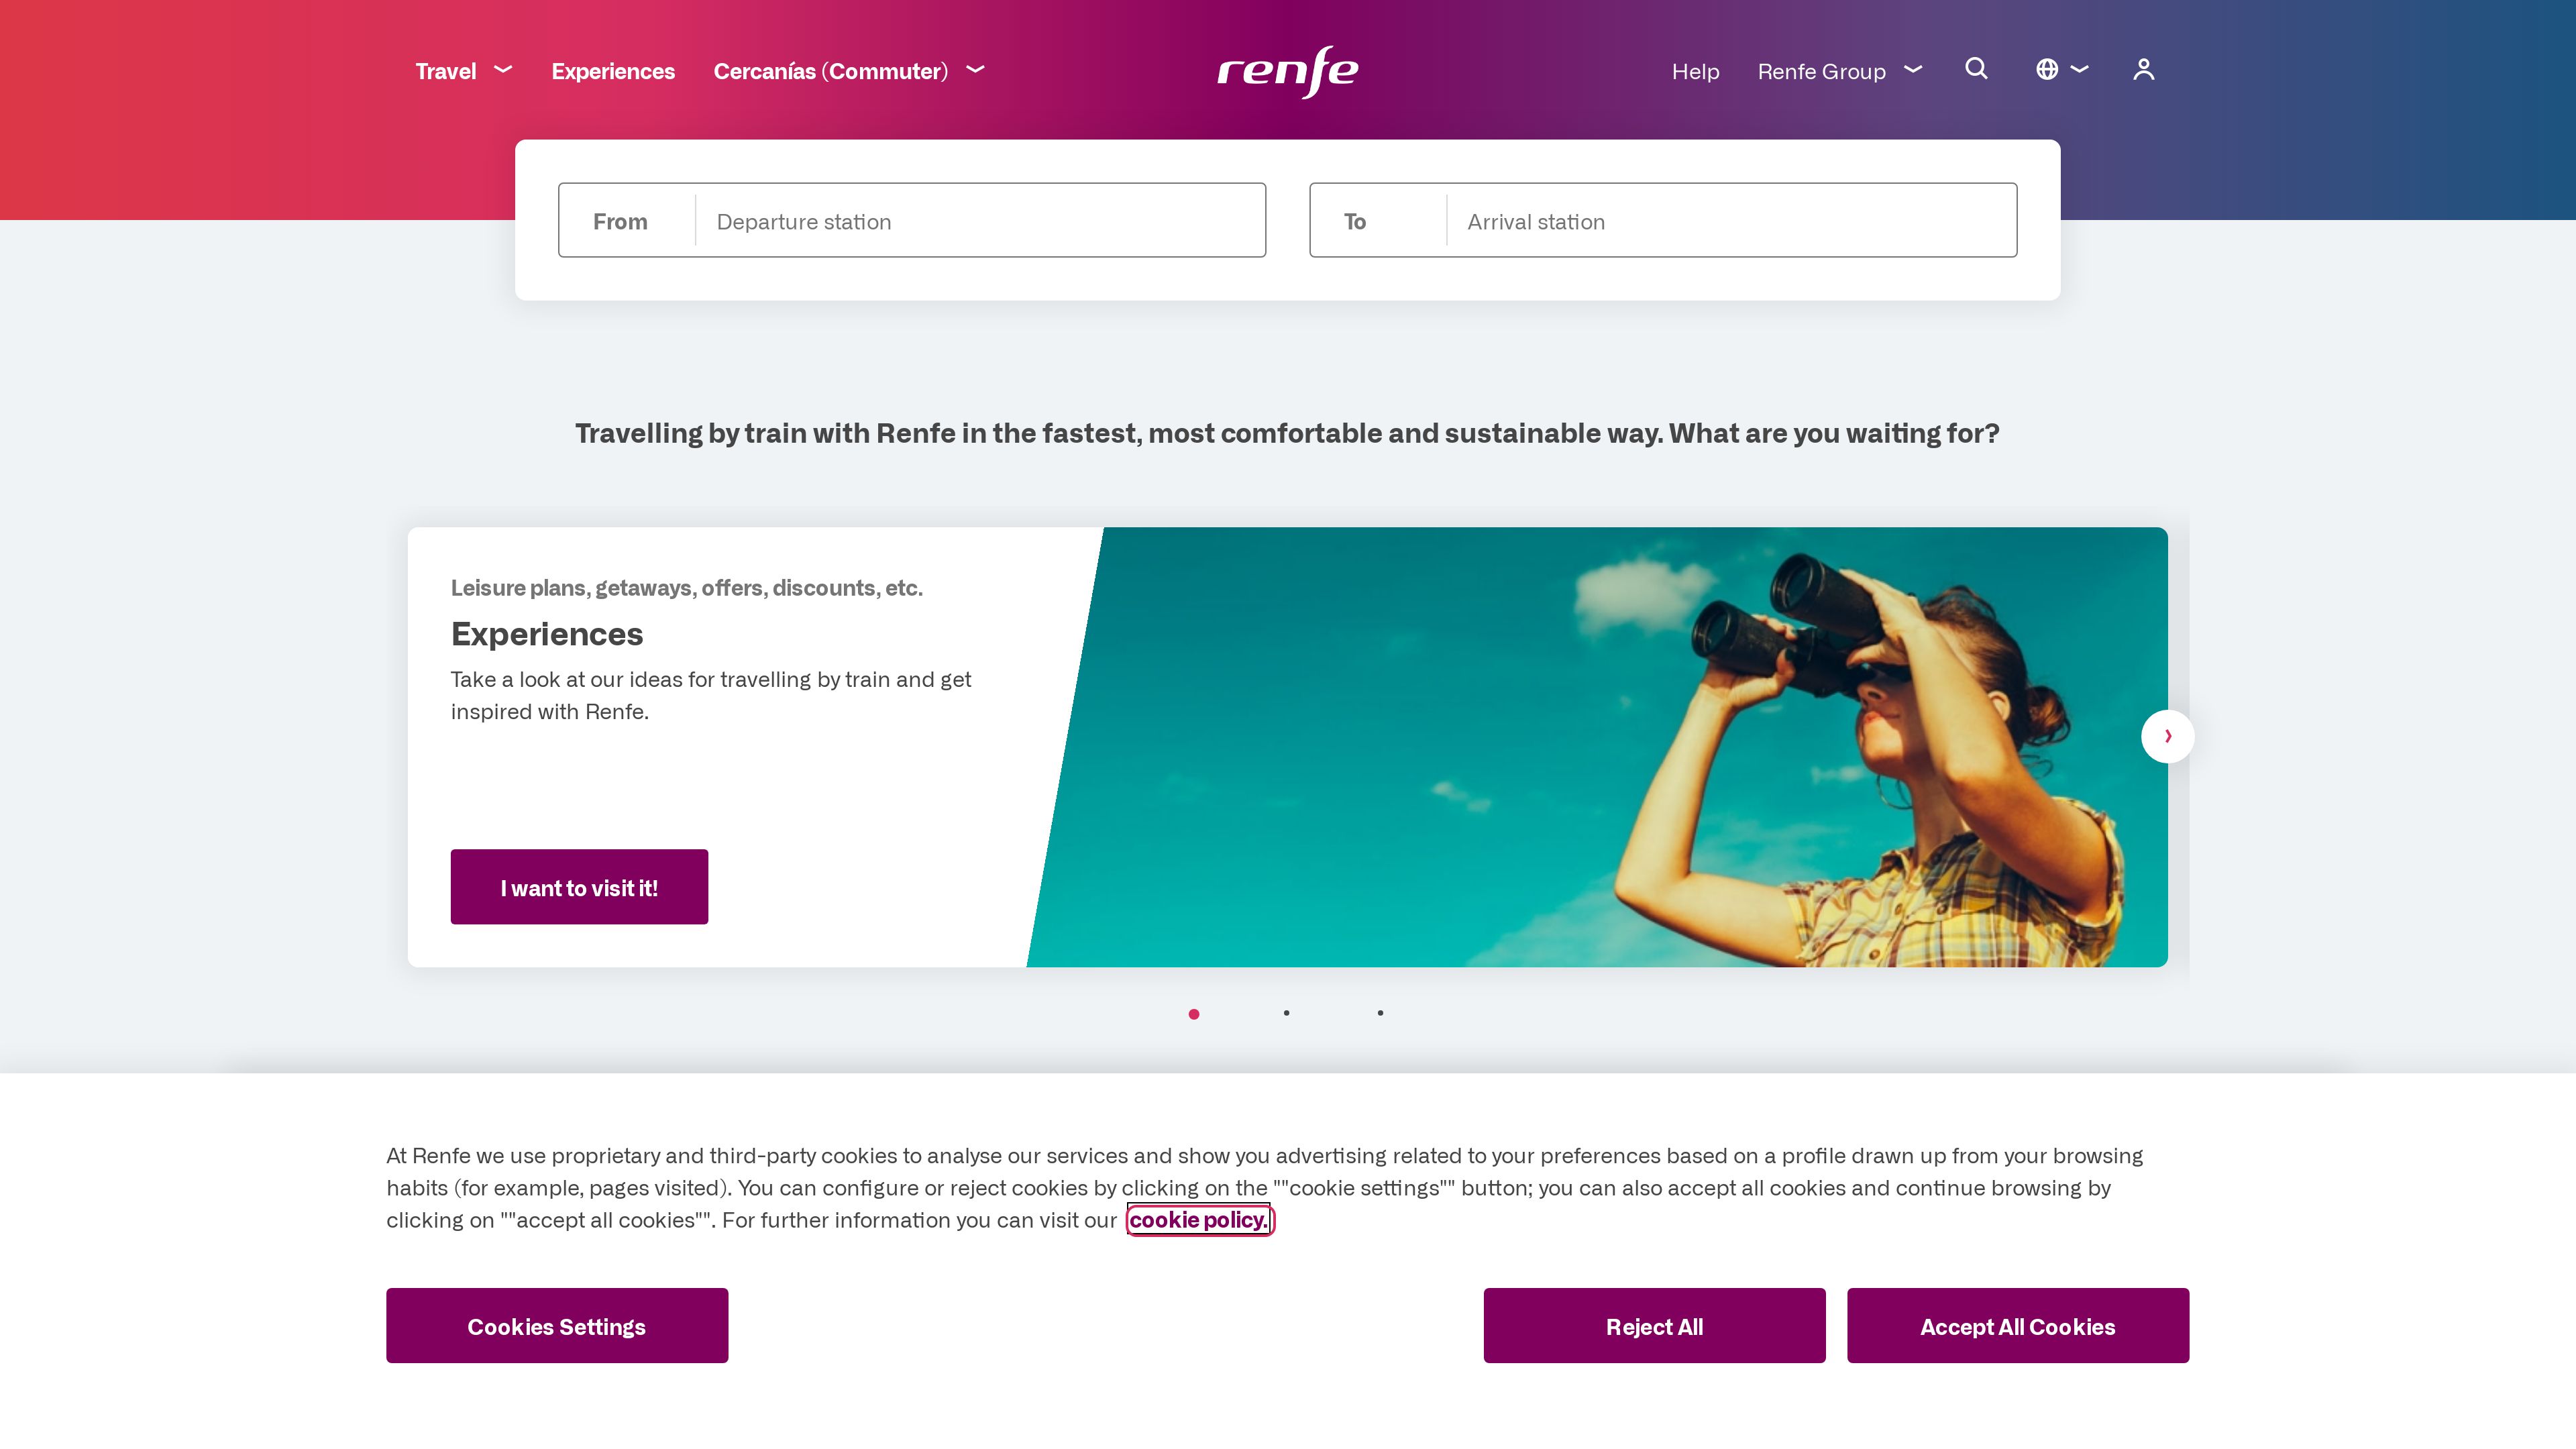 Travel
Experiences
Cercanías (Commuter)
renfe
Help
Renfe Group
From
Departure station
To
Arrival station
Travelling by train with Renfe in the fastest, most comfortable and sustainable way. What are you waiting for?
Leisure plans, getaways, offers, discounts, etc.
Experiences
Take a look at our ideas for travelling by train and get
inspired with Renfe.
I want to visit it!
At Renfe we use proprietary and third-party cookies to analyse our services and show you advertising related to your preferences based on a profile drawn up from your browsing
habits (for example, pages visited). You can configure or reject cookies by clicking on the ""cookie settings"" button; you can also accept all cookies and continue browsing by
clicking on ""accept all cookies"". For further information you can visit our cookie policy.
Cookies Settings
Reject All
Accept All Cookies